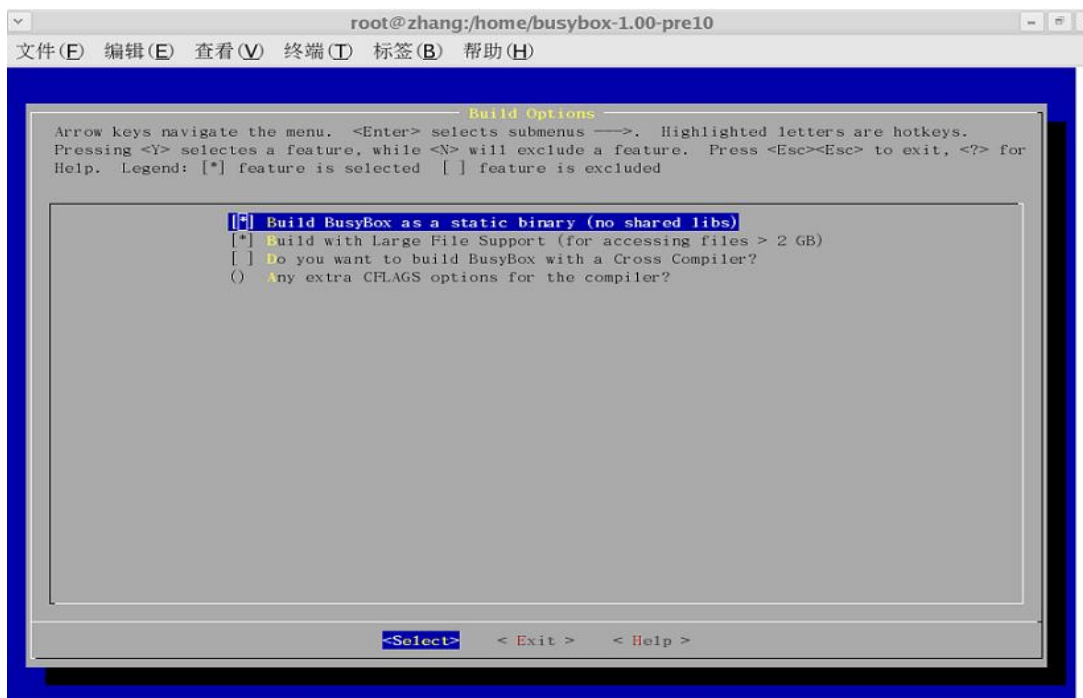 root@zhang:/home/busybox-1.00-pre10
文件(F) 编辑(E) 查看(V) 终端(T) 标签(B) 帮助(H)
Build Options
Arrow keys navigate the menu. <Enter> selects submenus --->. Highlighted letters are hotkeys.
Pressing <Y> selectes a feature, while <N> will exclude a feature. Press <Esc><Esc> to exit, <?> for
Help. Legend: [*] feature is selected [ ] feature is excluded
[*] Build BusyBox as a static binary (no shared libs)
[*] Build with Large File Support (for accessing files > 2 GB)
[ ] Do you want to build BusyBox with a Cross Compiler?
() Any extra CFLAGS options for the compiler?
<Select> < Exit > < Help >